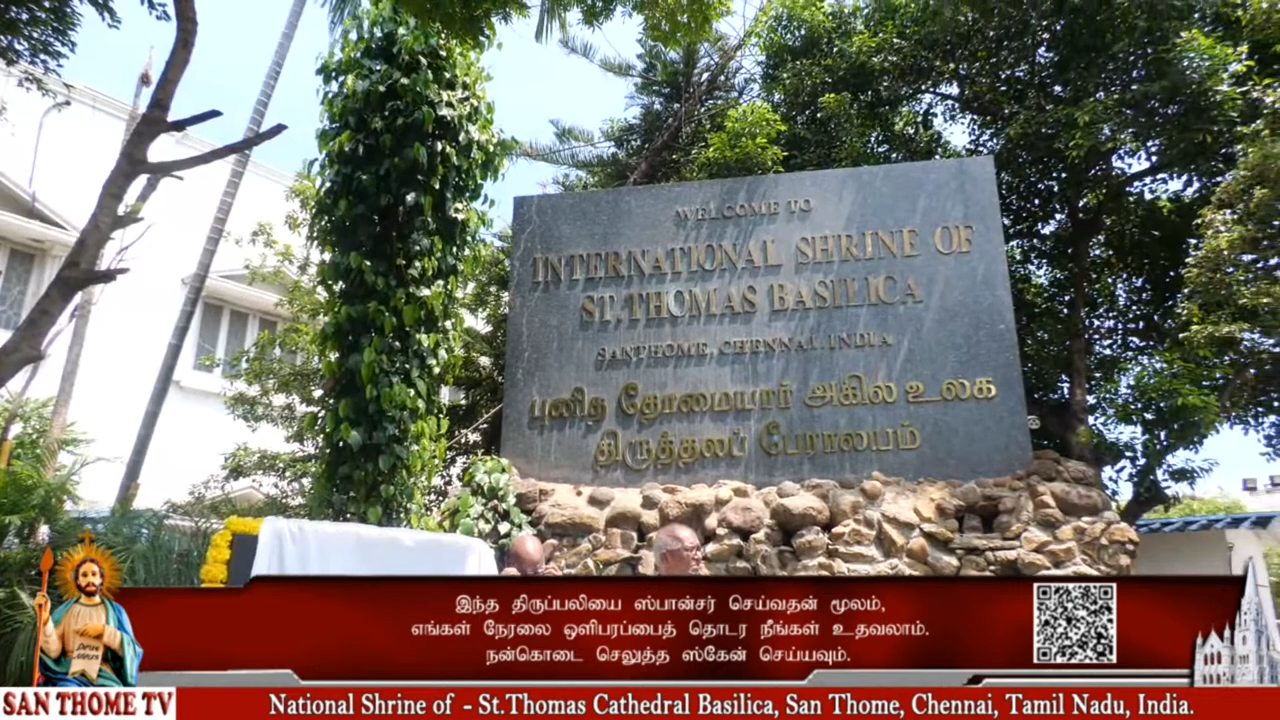 WELCOME TO
INTERNATIONAL SHRINE OF
ST.THOMAS BASILICA
SANTHOME, CHENNAI. INDIA
புனித தோமையார் அகில உலக
திருத்தலப் பேராலயம்
இந்த திருப்பலியை ஸ்பான்சர் செய்வதன் மூலம்,
எங்கள் நேரலை ஒளிபரப்பைத் தொடர நீங்கள் உதவலாம்.
நன்கொடை செலுத்த ஸ்கேன் செய்யவும்.
SAN THOME TV
National Shrine of - St.Thomas Cathedral Basilica, San Thome, Chennai, Tamil Nadu, India.